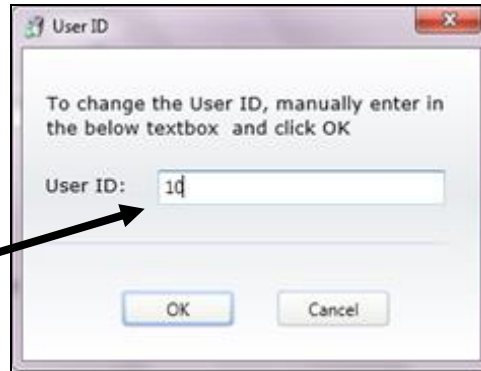 User ID
To change the User ID, manually enter in
the below textbox and click OK
User ID: 10
OK Cancel